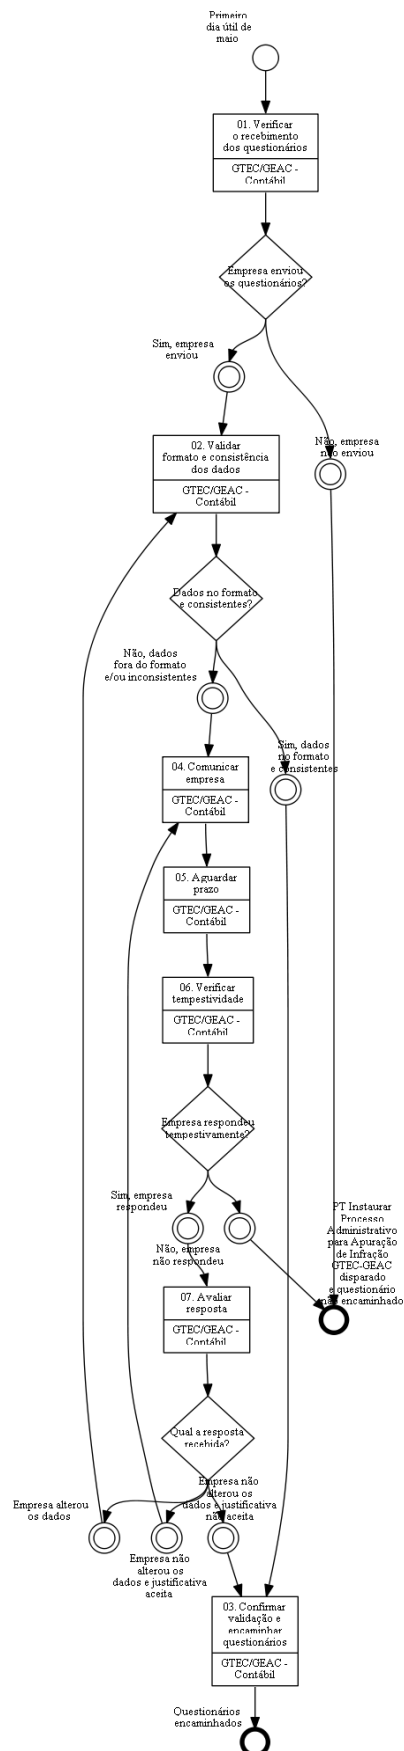 Primeiro
dia útil de
maio
01. Verificar
o recebimento
dos questionários
GTEC/GEAC -
Contábil
Empresa enviou
os questionários?
Sim, empresa
enviou
Não, empresa
não enviou
02. Validar
formato e consistência
dos dados
GTEC/GEAC -
Contábil
Dados no formato
e consistentes?
Não, dados
fora do formato
e/ou inconsistentes
Sim, dados
no formato
e consistentes
04. Comunicar
empresa
GTEC/GEAC -
Contábil
05. Aguardar
prazo
GTEC/GEAC -
Contábil
06. Verificar
tempestividade
GTEC/GEAC -
Contábil
Empresa respondeu
tempestivamente?
Sim, empresa
respondeu
Não, empresa
não respondeu
PT Instaurar
Processo
Administrativo
para Apuração
de Infração
GTEC-GEAC
disparado
e questionário
não encaminhado
07. Avaliar
resposta
GTEC/GEAC -
Contábil
Qual a resposta
recebida?
Empresa alterou
os dados
Empresa não
alterou os
dados e justificativa
aceita
Empresa não
alterou os
dados e justificativa
não aceita
03. Confirmar
validação e
encaminhar
questionários
GTEC/GEAC -
Contábil
Questionários
encaminhados